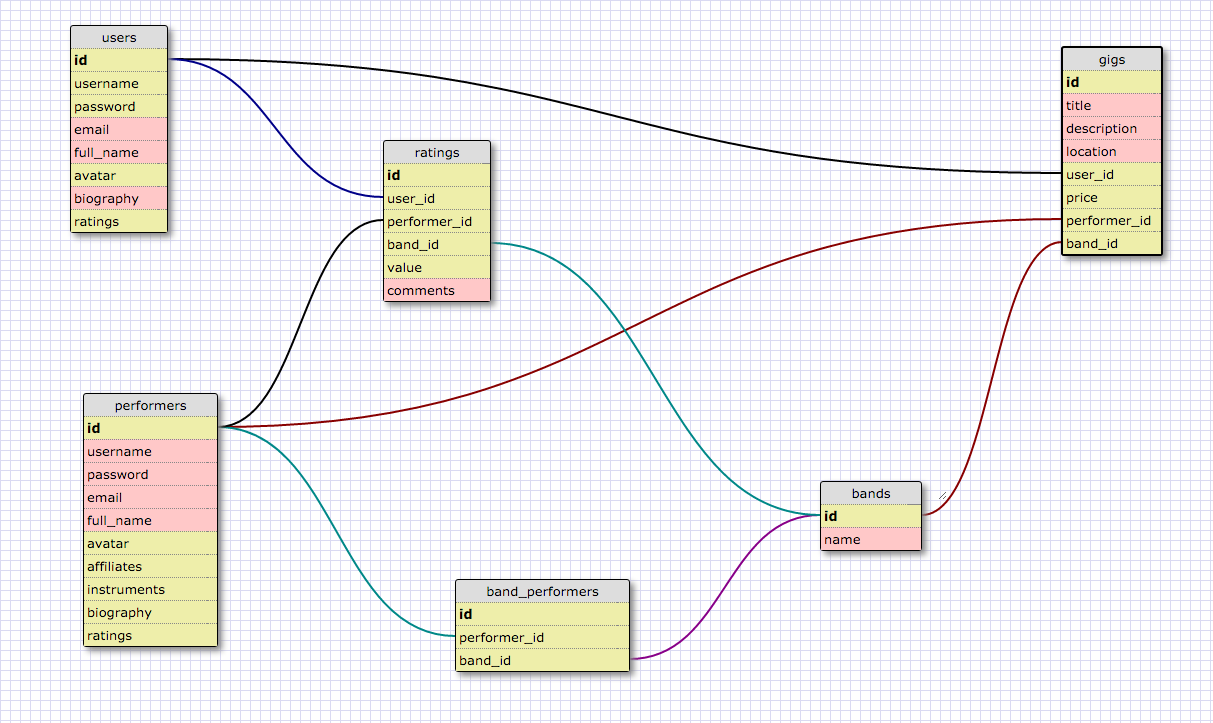 users
id
username
password
email
full_name
avatar
biography
ratings
ratings
id
user_id
performer_id
band_id
value
comments
gigs
id
title
description
location
user_id
price
performer_id
band_id
performers
id
username
password
email
full_name
avatar
affiliates
instruments
biography
ratings
band_performers
id
performer_id
band_id
bands
id
name